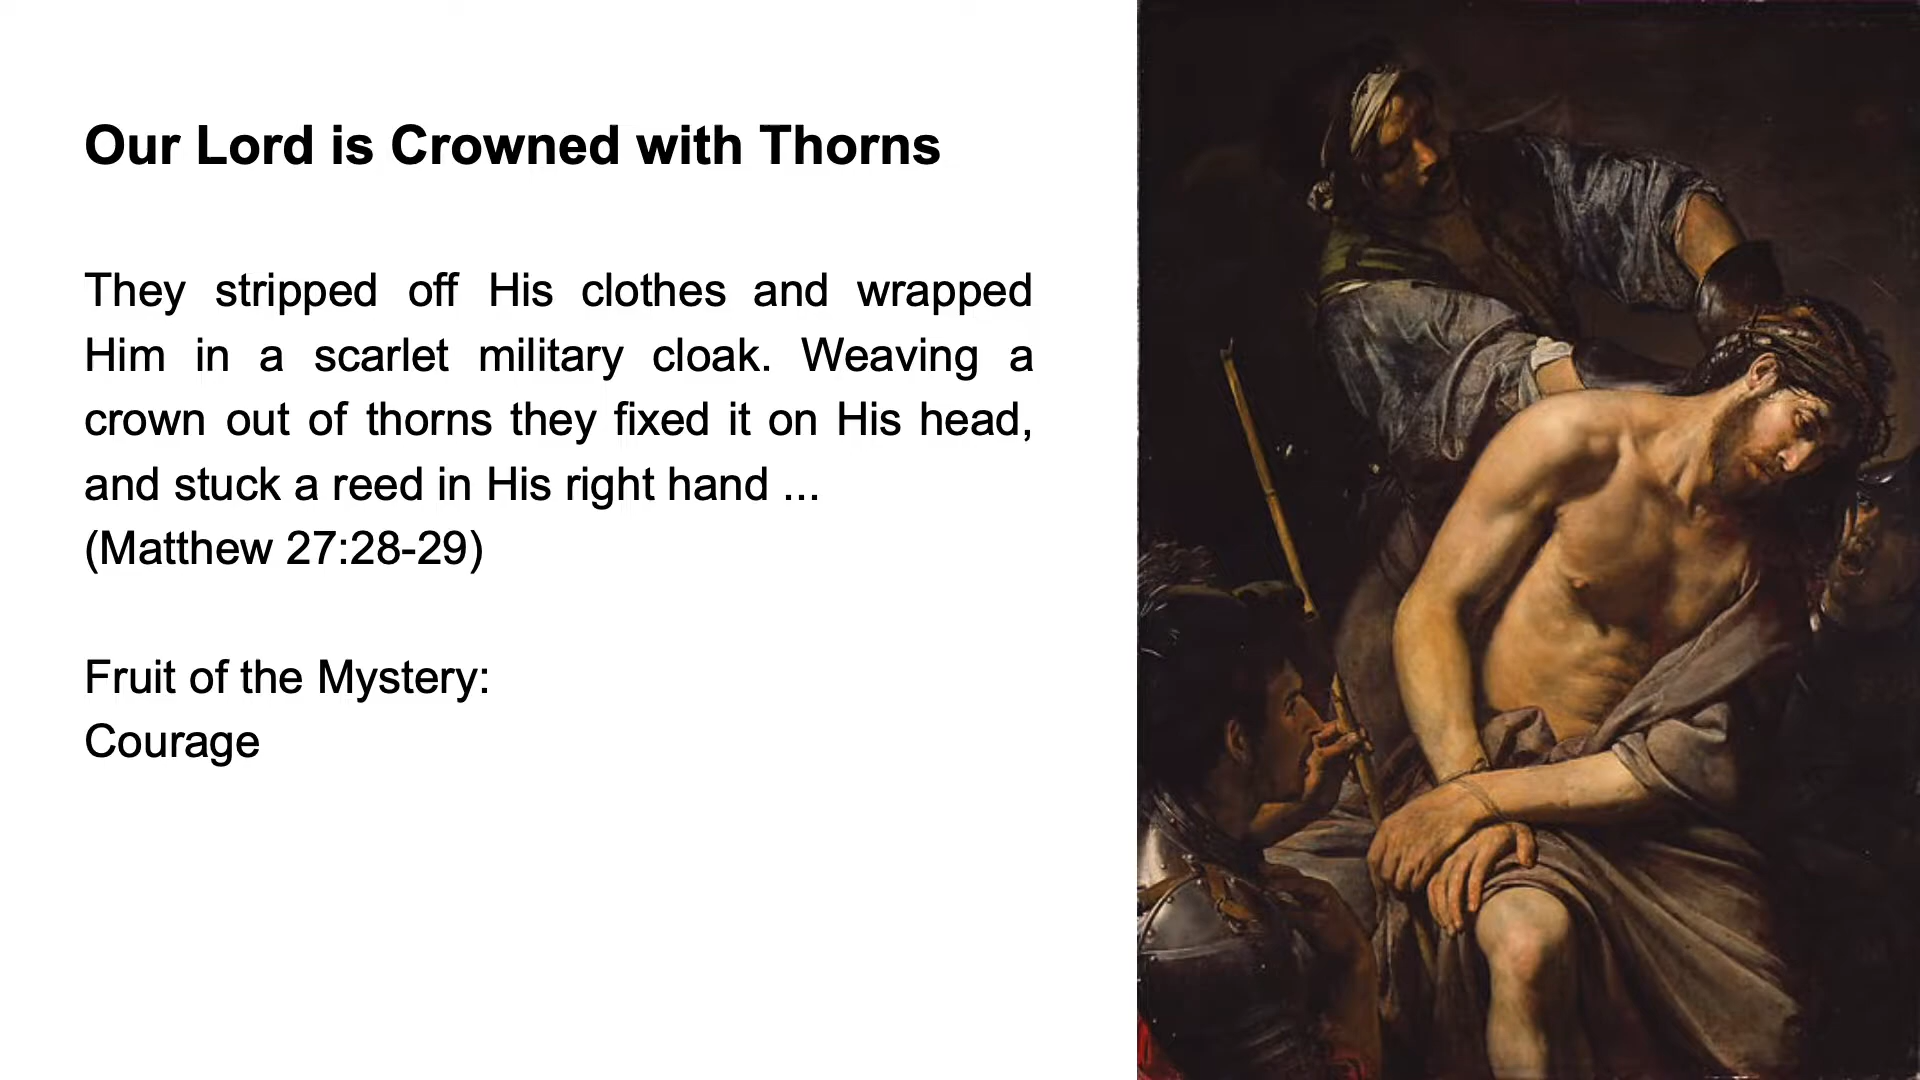 Our Lord is Crowned with Thorns
They stripped off His clothes and wrapped
Him in a scarlet military cloak. Weaving a
crown out of thorns they fixed it on His head,
and stuck a reed in His right hand ...
(Matthew 27:28-29)
Fruit of the Mystery:
Courage